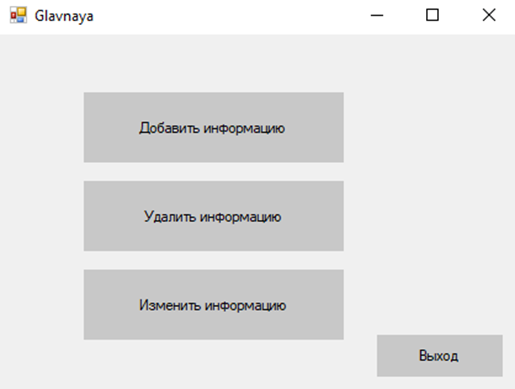 Glavnaya
Добавить информацию
Удалить информацию
Изменить информацию
Выход